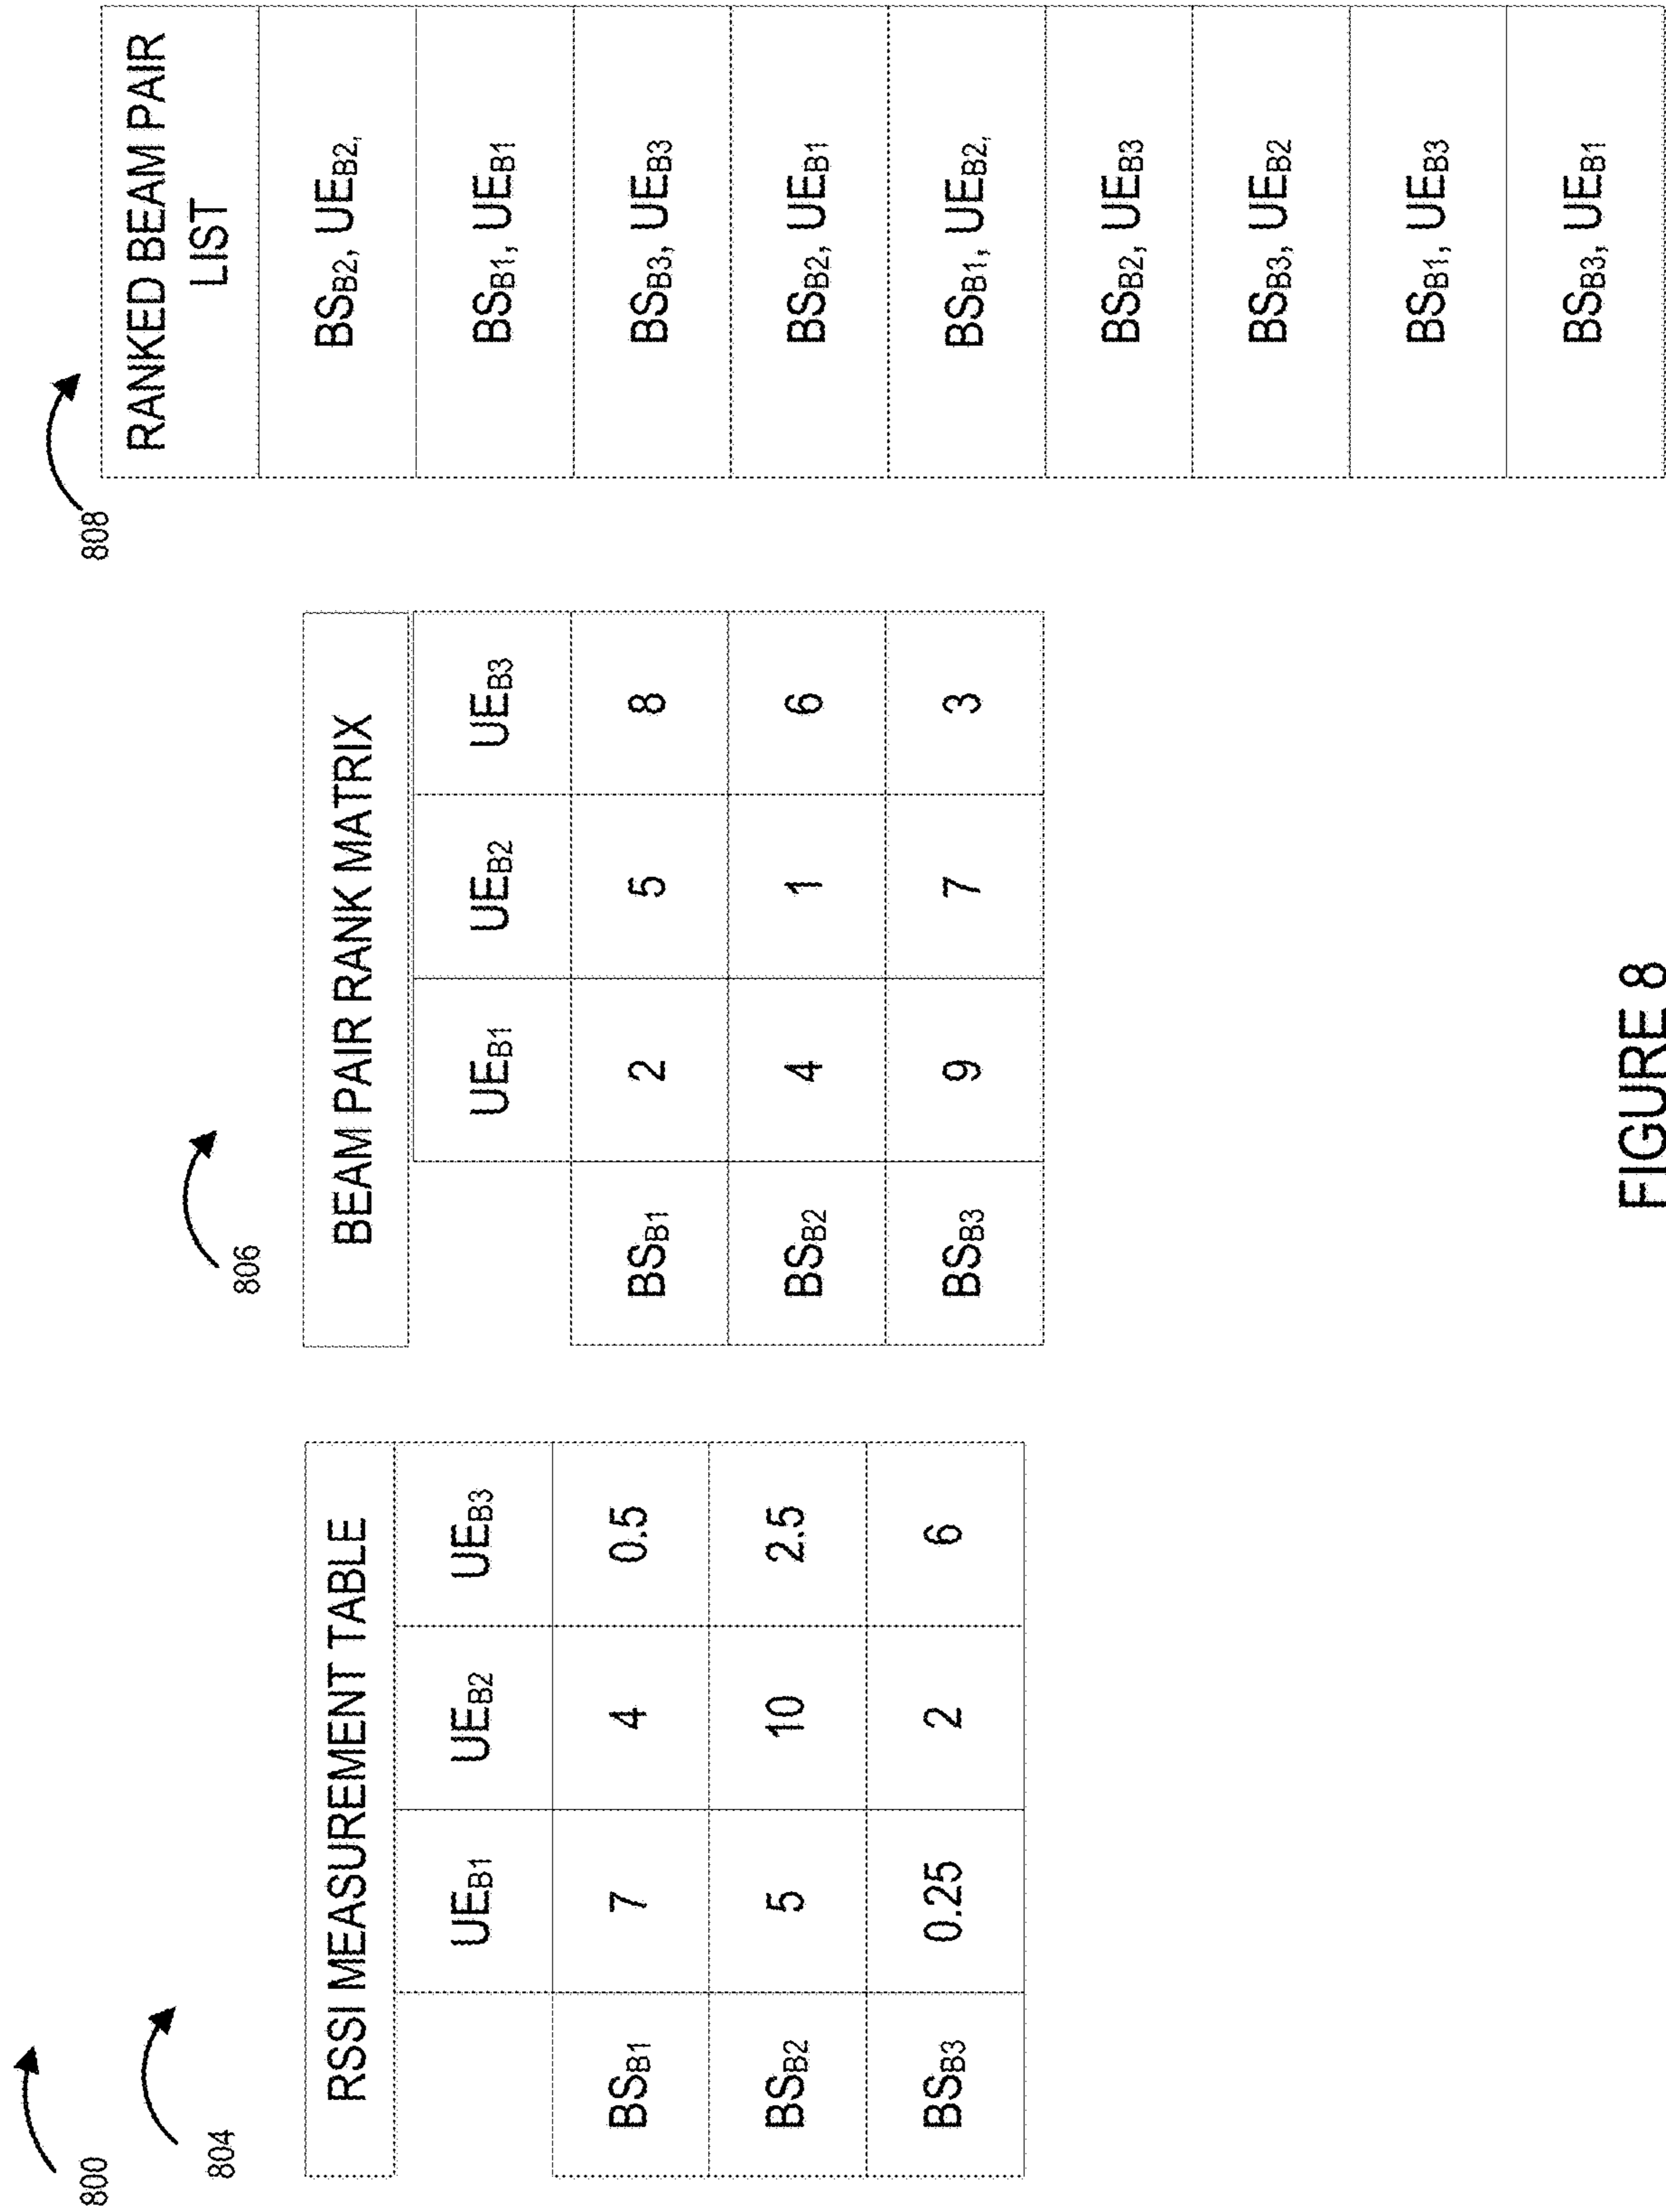 800
804
RSSI MEASUREMENT TABLE
UEB1 UEB2 UEB3
BSB1 7 4 0.5
BSB2 5 10 2.5
BSB3 0.25 2 6
806
BEAM PAIR RANK MATRIX
UEB1 UEB2 UEB3
BSB1 2 5 8
BSB2 4 1 6
BSB3 9 7 3
808
RANKED BEAM PAIR
LIST
BSB2, UEB2,
BSB1, UEB1
BSB3, UEB3
BSB2, UEB1
BSB1, UEB2,
BSB2, UEB3
BSB3, UEB2
BSB1, UEB3
BSB3, UEB1
FIGURE 8